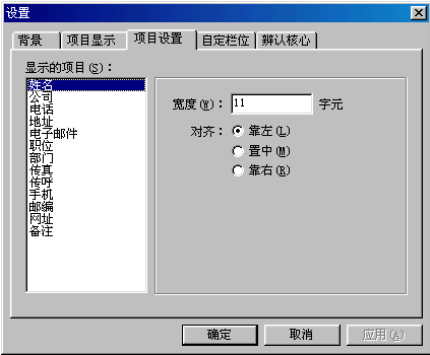 设置
背景 项目显示 项目设置 自定栏位 辨认核心
显示的项目(S)：
姓名
公司
电话
地址
电子邮件
职位
部门
传真
传呼
手机
邮编
网址
备注
宽度(W)： 11 字元
对齐： 靠左(L)
置中(M)
靠右(R)
确定 取消 应用(A)